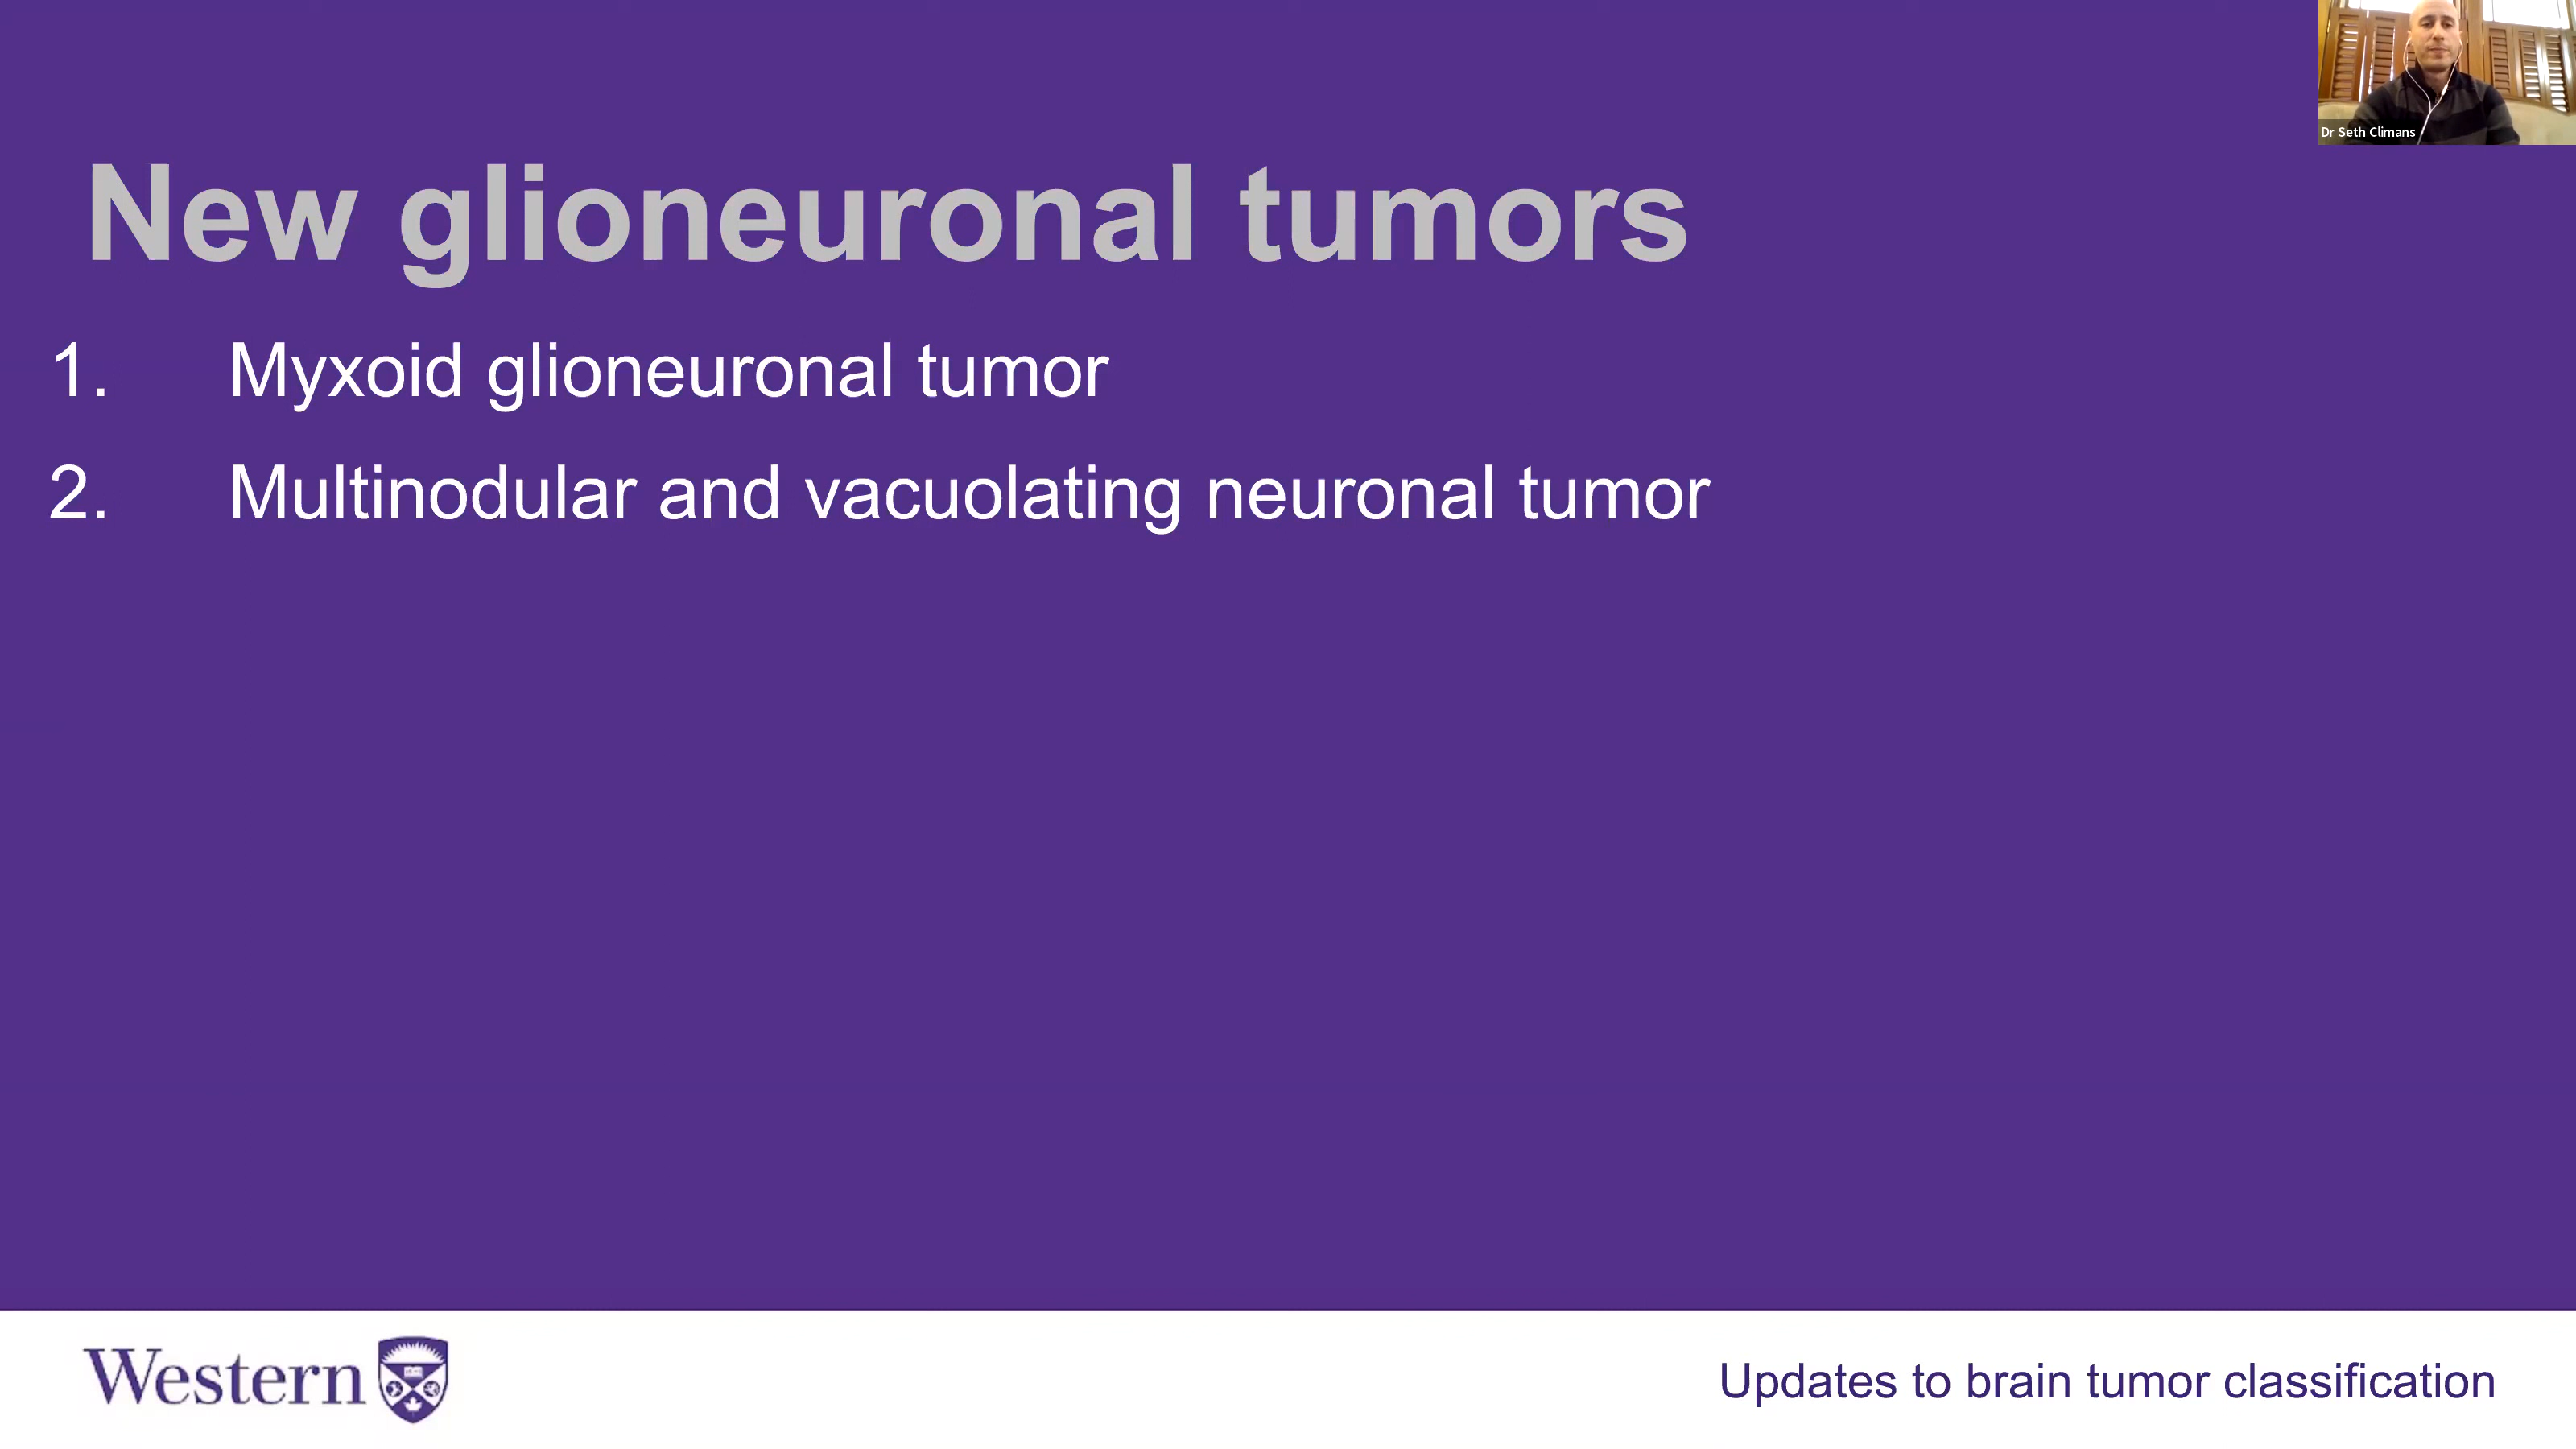 Dr Seth Climans
New glioneuronal tumors
1. Myxoid glioneuronal tumor
2. Multinodular and vacuolating neuronal tumor
Western
Updates to brain tumor classification